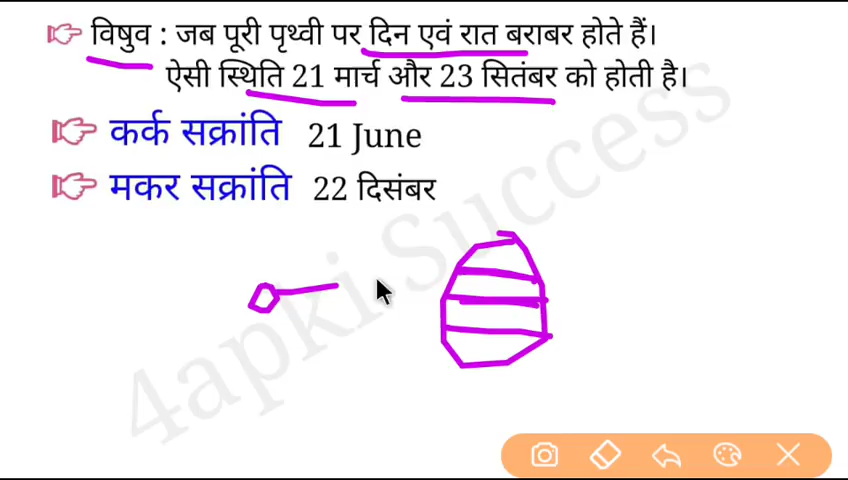 विषुव : जब पूरी पृथ्वी पर दिन एवं रात बराबर होते हैं।
ऐसी स्थिति 21 मार्च और 23 सितंबर को होती है।
कर्क सक्रांति 21 June
मकर सक्रांति 22 दिसंबर
4apki.Success